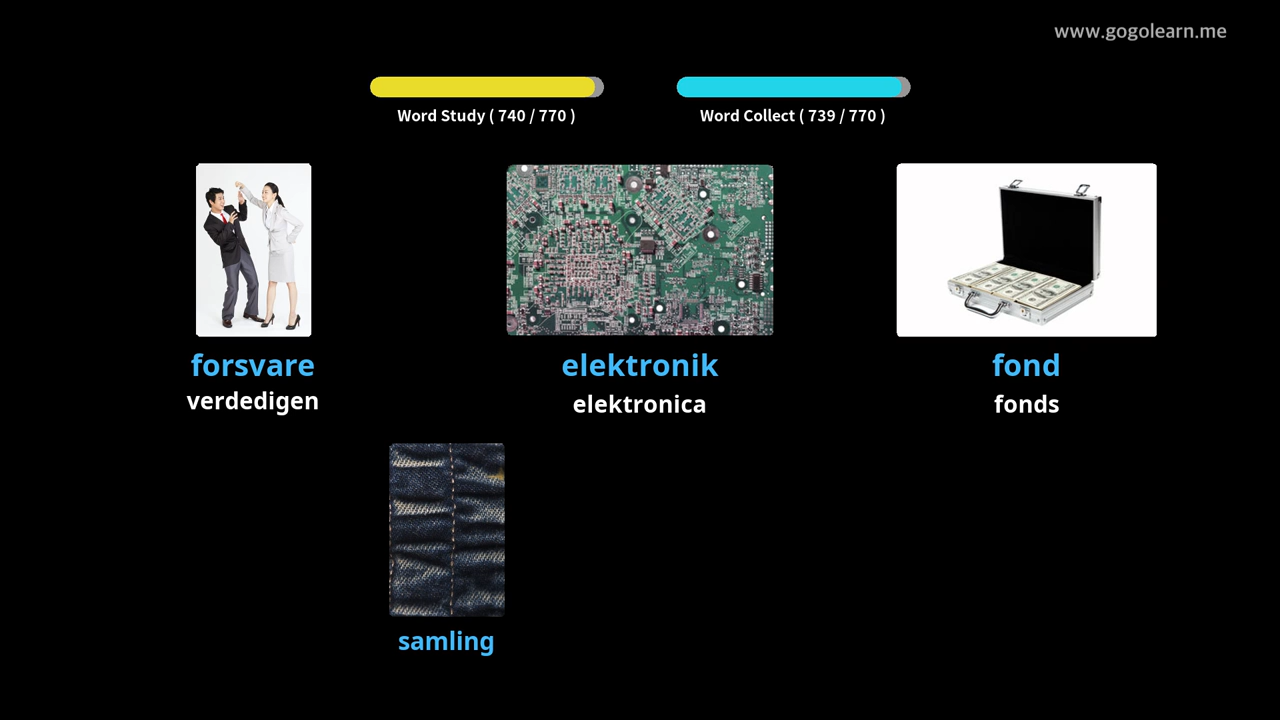 www.gogolearn.me
Word Study ( 740 / 770 )
Word Collect ( 739 / 770 )
forsvare
verdedigen
elektronik
elektronica
fond
fonds
samling